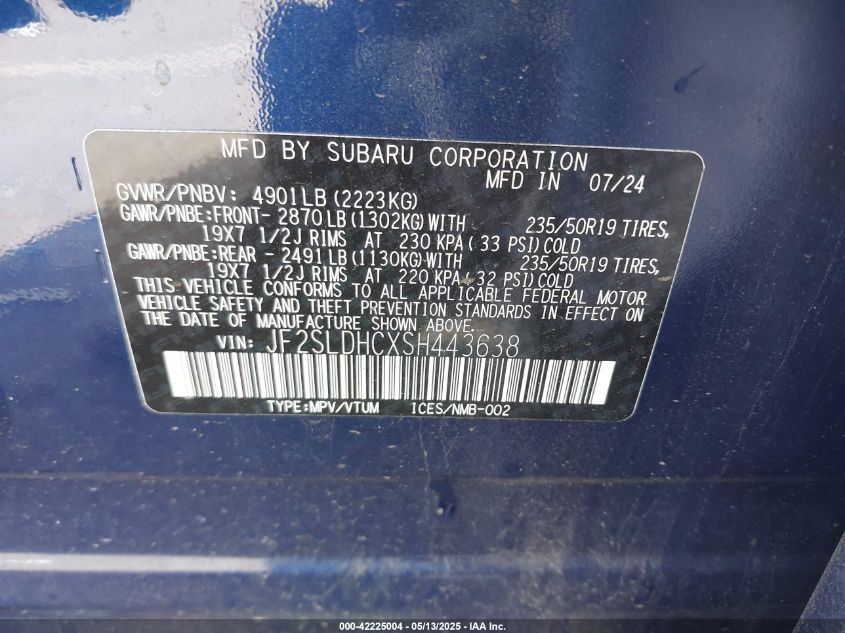 MFD BY SUBARU CORPORATION
MFD IN 07/24
GVWR/PNBV: 4901LB (2223KG)
GAWR/PNBE:FRONT- 2870LB(1302KG)WITH 235/50R19 TIRES,
19X7 1/2J RIMS AT 230 KPA(33 PSI)COLD
GAWR/PNBE:REAR - 2491LB(1130KG)WITH 235/50R19 TIRES,
19X7 1/2J RIMS AT 220 KPA(32 PSI)COLD
THIS VEHICLE CONFORMS TO ALL APPLICABLE FEDERAL MOTOR
VEHICLE SAFETY AND THEFT PREVENTION STANDARDS IN EFFECT ON
THE DATE OF MANUFACTURE SHOWN ABOVE.
VIN: JF2SLDHCXSH443638
TYPE:MPV/VTUM ICES/NMB-002
000-42225004 - 05/13/2025 - IAA Inc.